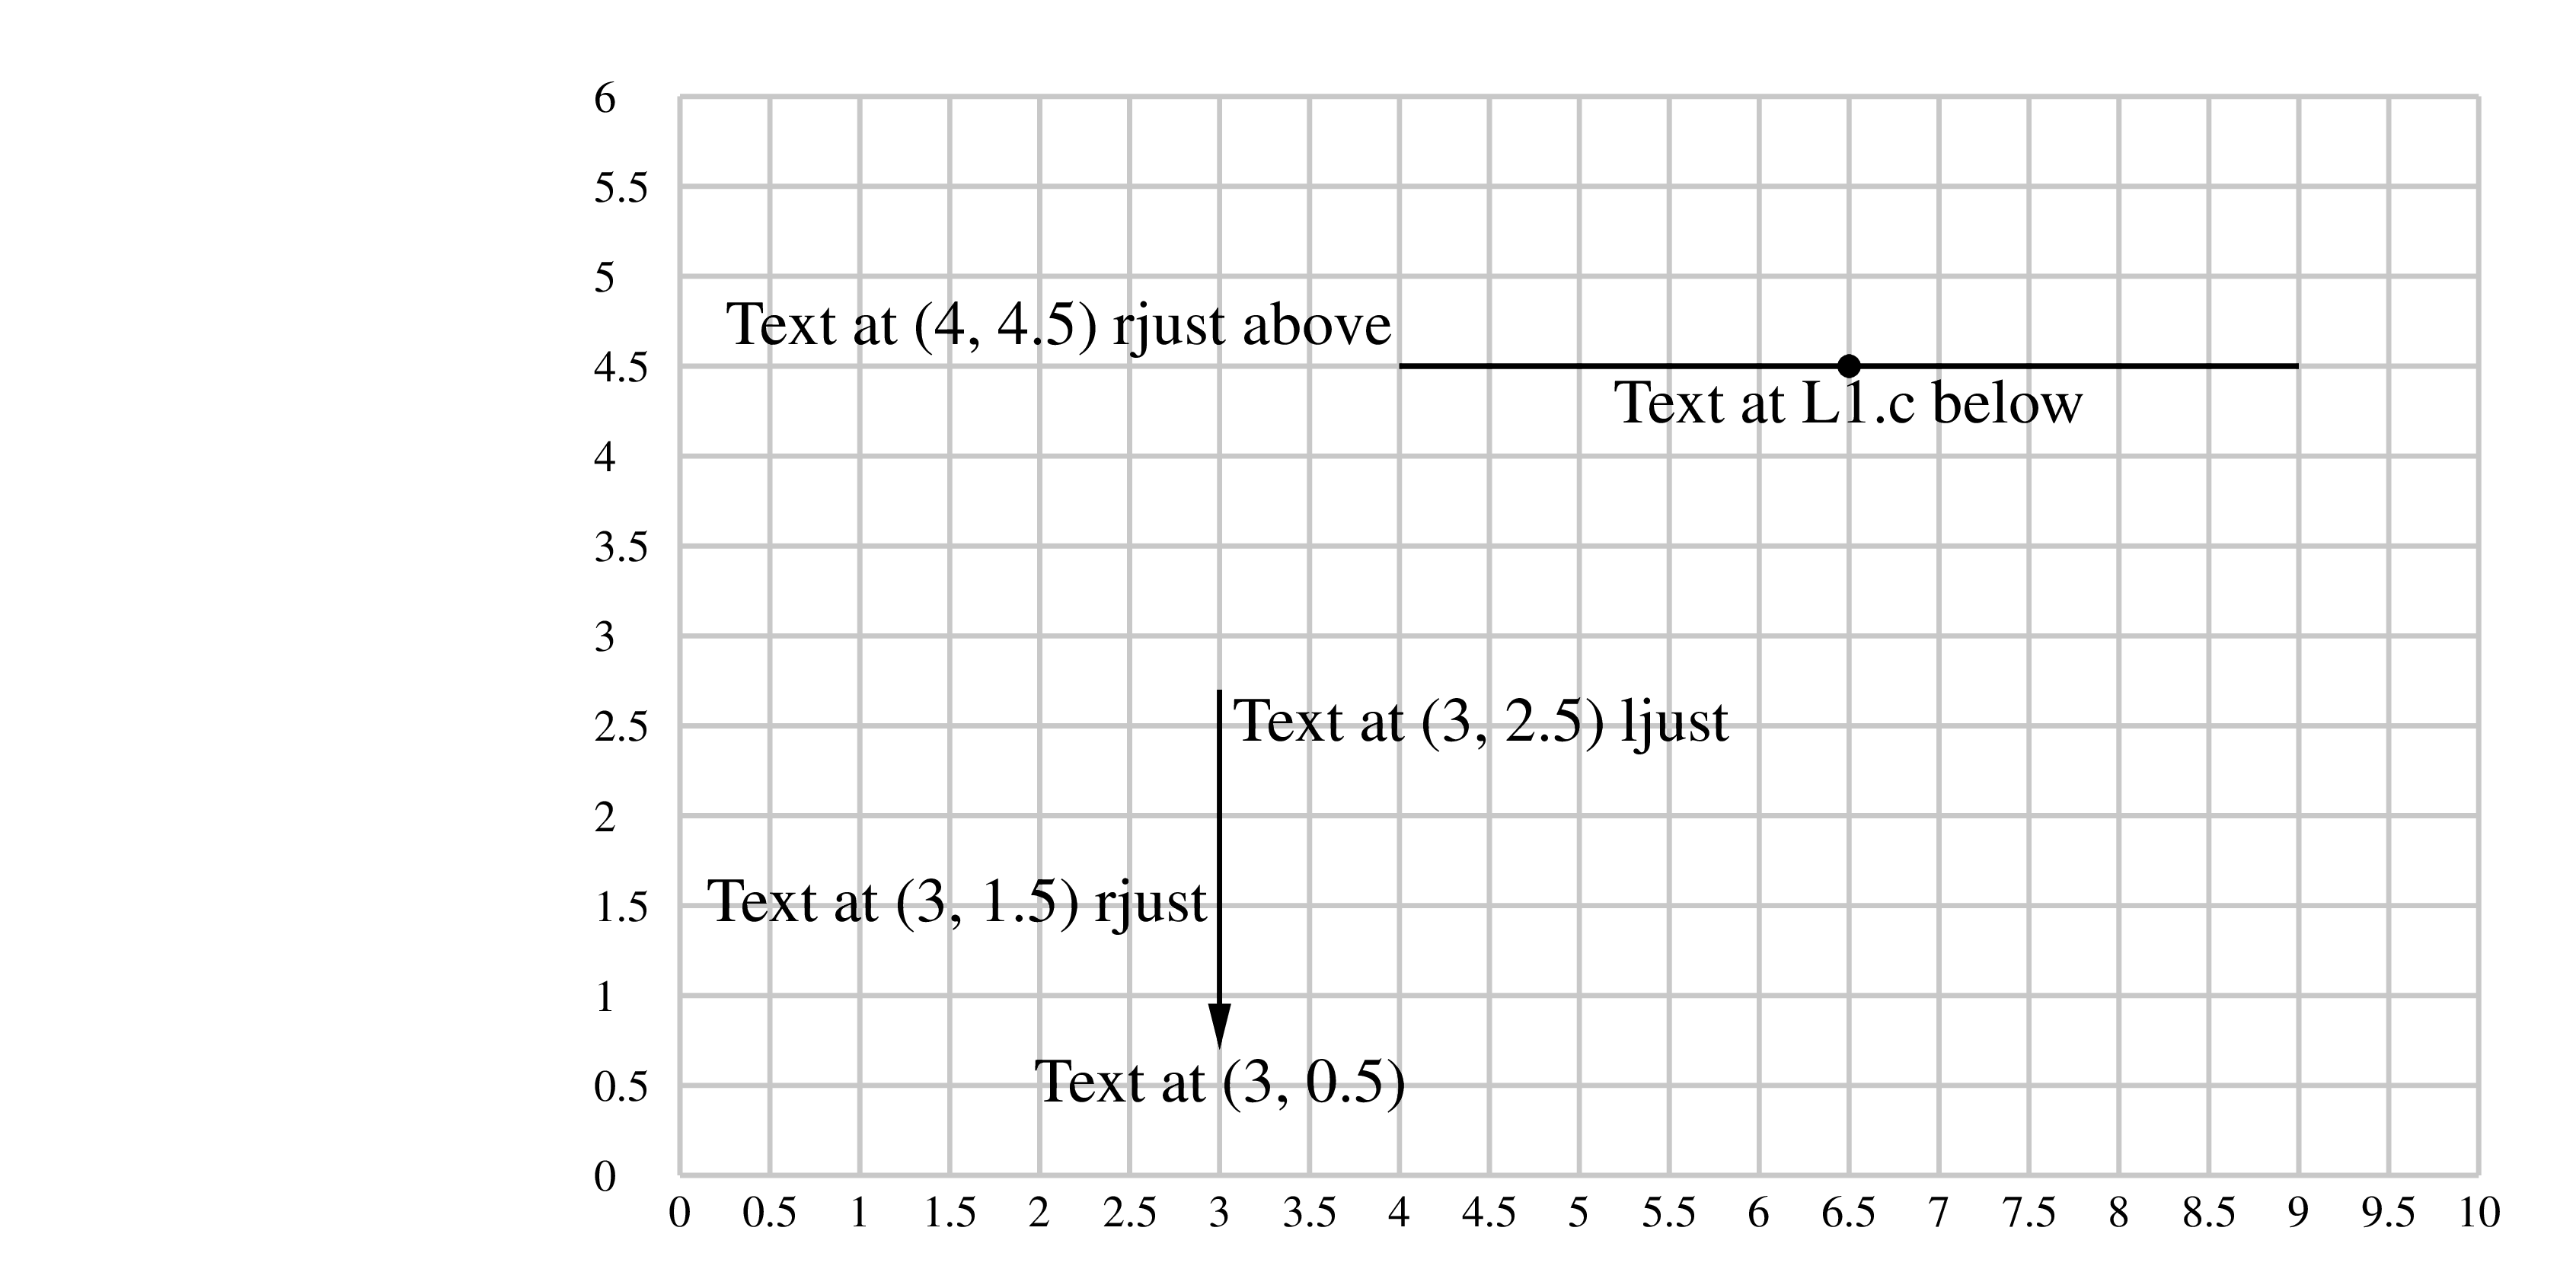 6
5.5
5
Text at (4, 4.5) rjust above
4.5
Text at L1.c below
4
3.5
3
2.5
Text at (3, 2.5) ljust
2
1.5
Text at (3, 1.5) rjust
1
0.5
Text at (3, 0.5)
0
0 0.5 1 1.5 2 2.5 3 3.5 4 4.5 5 5.5 6 6.5 7 7.5 8 8.5 9 9.5 10